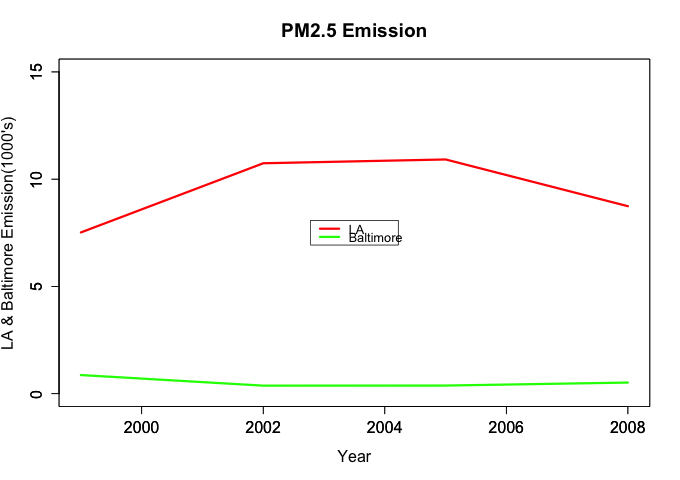 PM2.5 Emission
LA & Baltimore Emission(1000's)
15
10
5
0
LA
Baltimore
2000 2002 2004 2006 2008
Year